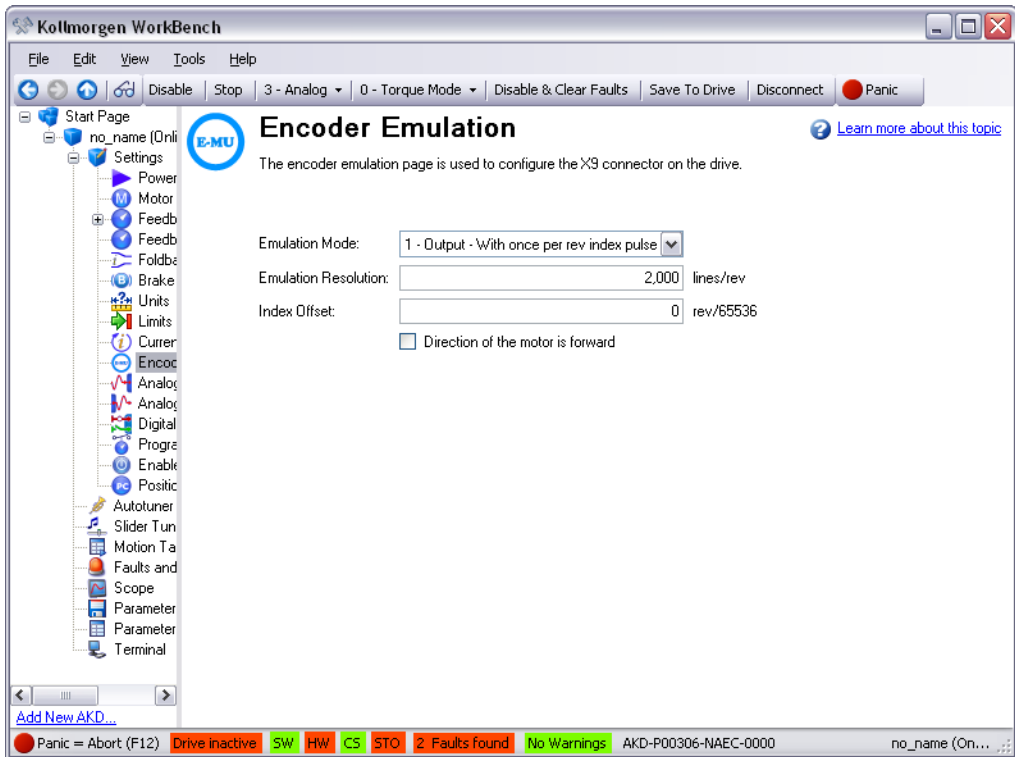 Kollmorgen WorkBench
File Edit View Tools Help
Disable Stop 3 - Analog 0 - Torque Mode Disable & Clear Faults Save To Drive Disconnect Panic
Start Page
no_name (Onli
Settings
Power
Motor
Feedb
Feedb
Foldba
Brake
Units
Limits
Currer
Encoc
Analog
Analog
Digital
Progra
Enable
Positic
Autotuner
Slider Tun
Motion Ta
Faults and
Scope
Parameter
Parameter
Terminal
Add New AKD...
E-MU
Encoder Emulation
Learn more about this topic
The encoder emulation page is used to configure the X9 connector on the drive.
Emulation Mode: 1 - Output - With once per rev index pulse
Emulation Resolution: 2,000 lines/rev
Index Offset: 0 rev/65536
Direction of the motor is forward
Panic = Abort (F12) Drive inactive SW HW CS STO 2 Faults found No Warnings AKD-P00306-NAEC-0000 no_name (On...